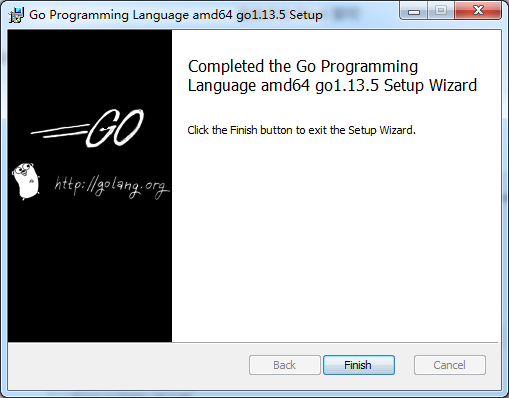 Go Programming Language amd64 go1.13.5 Setup
Completed the Go Programming
Language amd64 go1.13.5 Setup Wizard
Click the Finish button to exit the Setup Wizard.
GO
http://golang.org
Back
Finish
Cancel